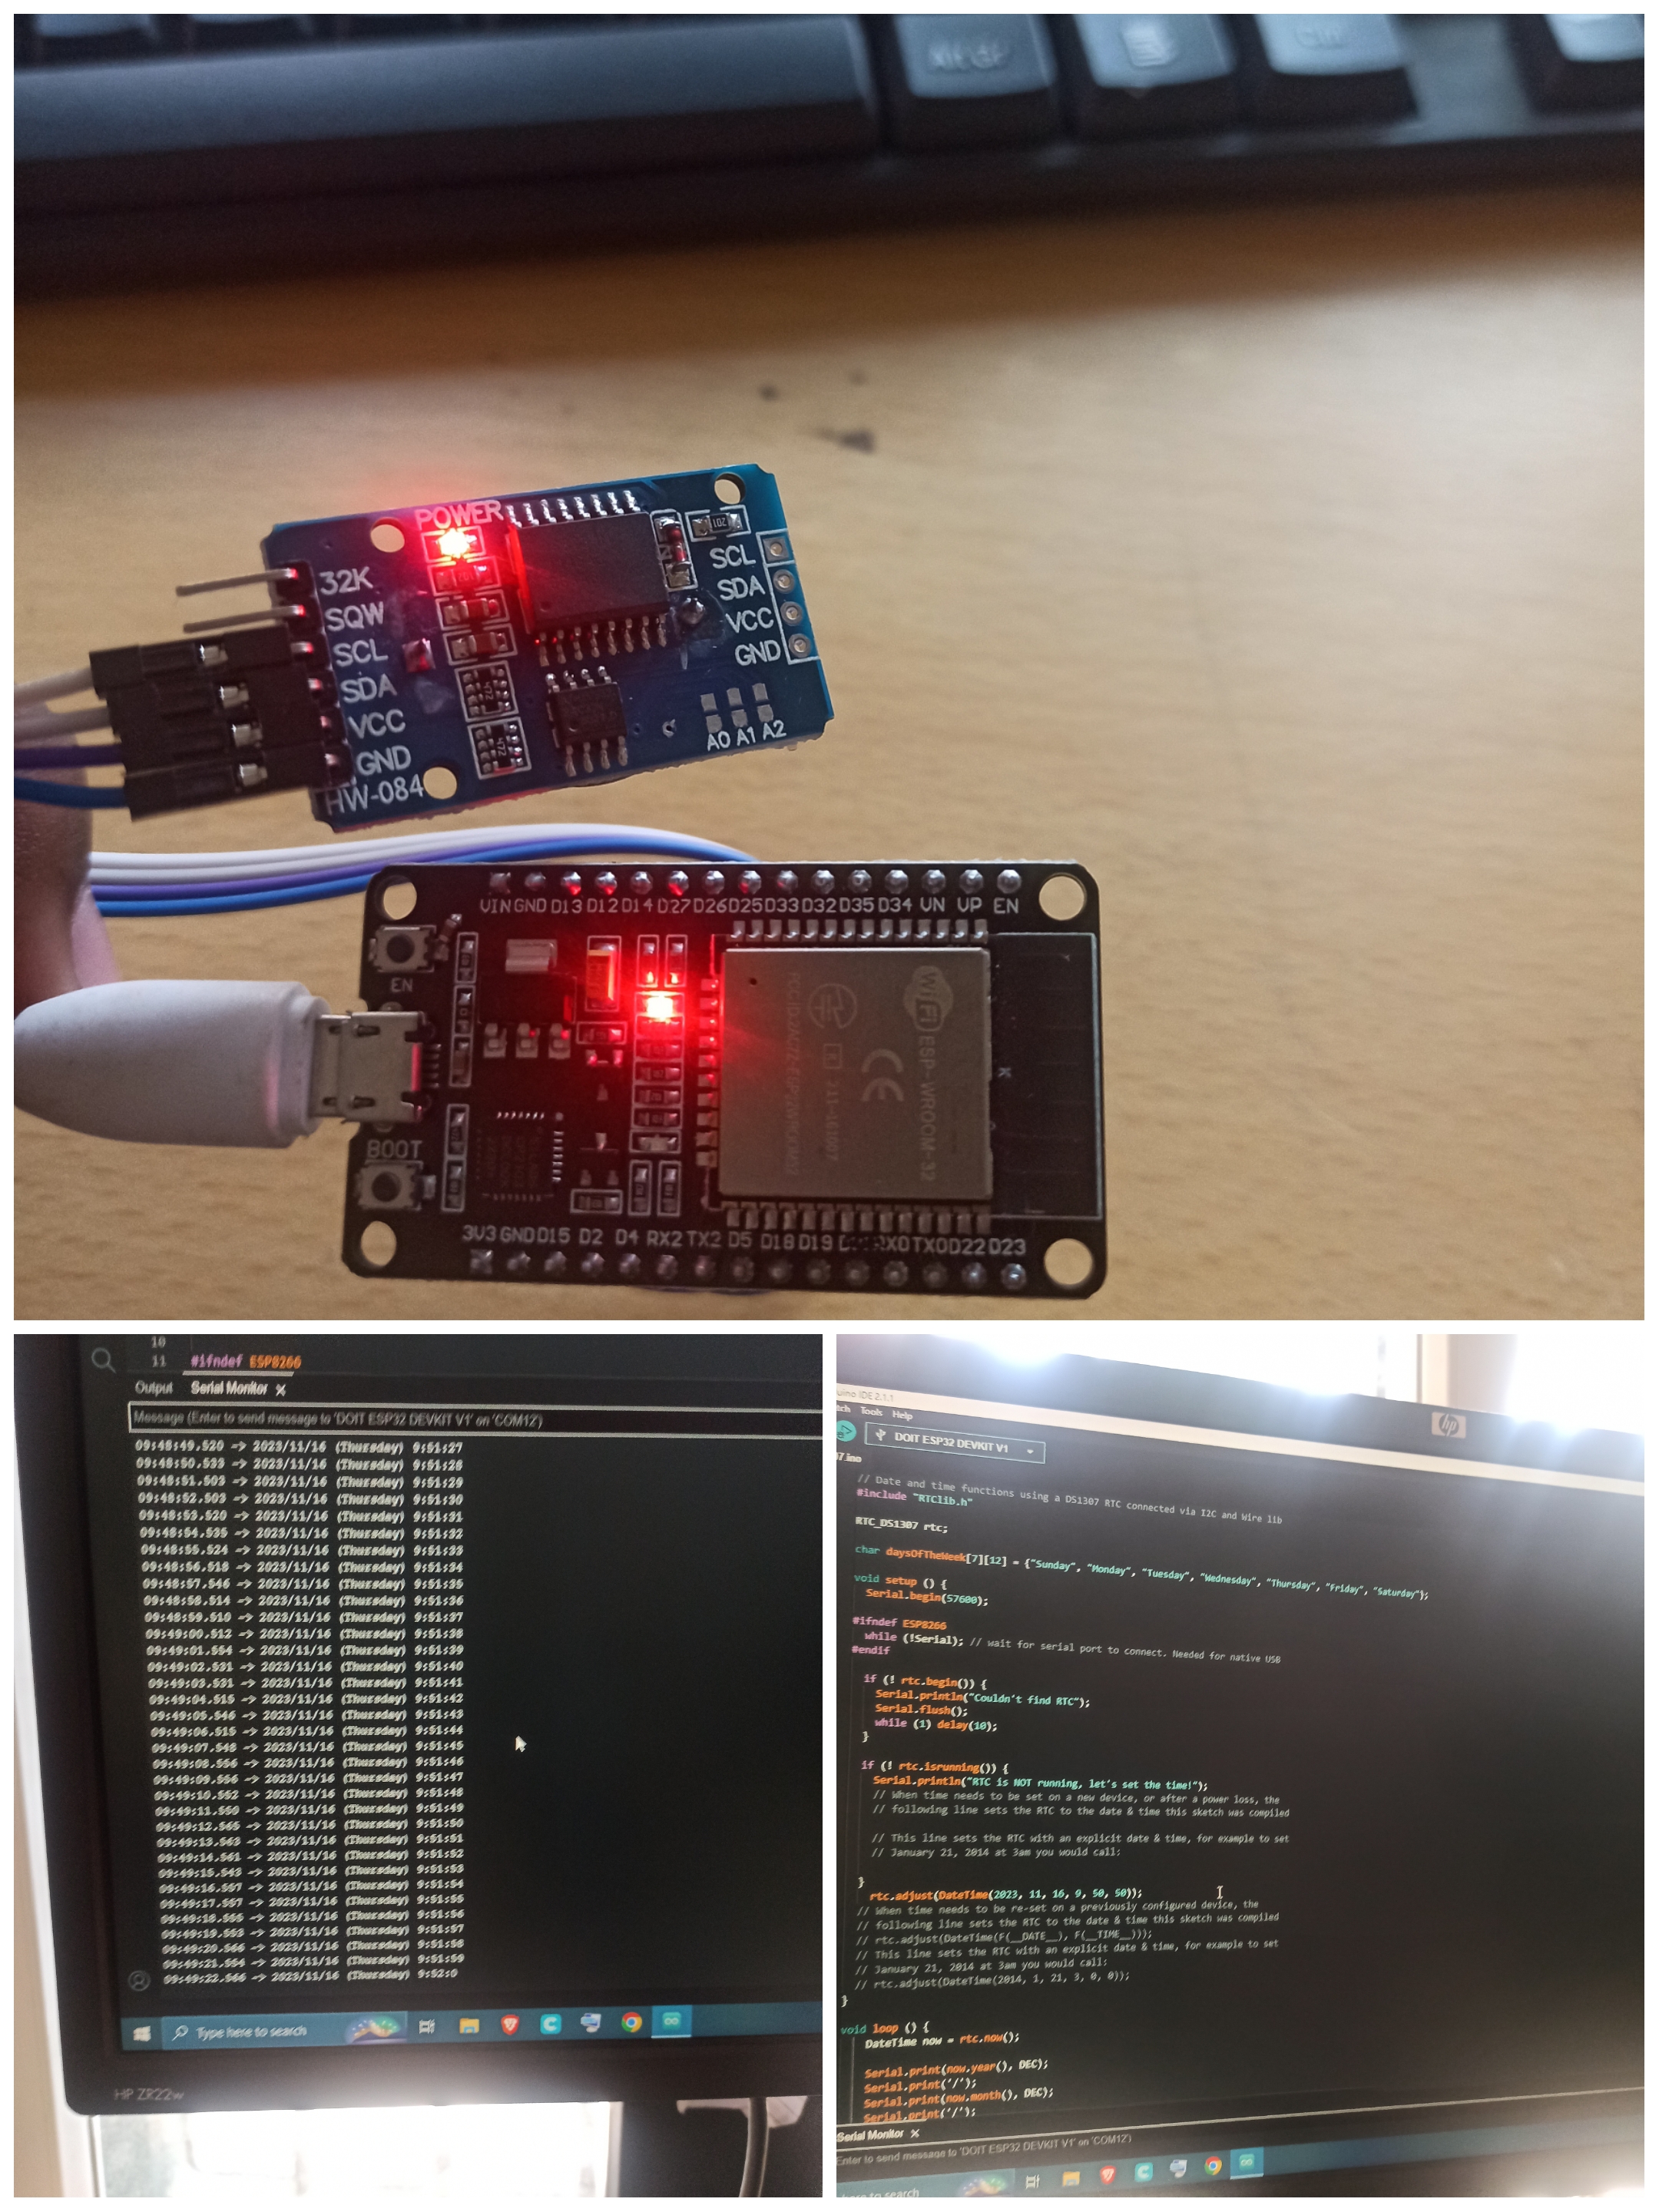 POWER
32K
SQW
SCL
SDA
VCC
GND
HW-084
201
SCL
SDA
VCC
GND
A0 A1 A2
472
472
VIN GND D13 D12 D14 D27 D26 D25 D33 D32 D35 D34 VN VP EN
EN
BOOT
WiFi ESP-WROOM-32
CE
R 211-161007
3V3 GND D15 D2 D4 RX2 TX2 D5 D18 D19 RX0 TX0 D22 D23
10
11 #ifndef ESP8266
Output Serial Monitor
Message (Enter to send message to 'DOIT ESP32 DEVKIT V1' on 'COM12')
09:48:49.520 -> 2023/11/16 (Thursday) 9:51:27
09:48:50.533 -> 2023/11/16 (Thursday) 9:51:28
09:48:51.503 -> 2023/11/16 (Thursday) 9:51:29
09:48:52.503 -> 2023/11/16 (Thursday) 9:51:30
09:48:53.520 -> 2023/11/16 (Thursday) 9:51:31
09:48:54.535 -> 2023/11/16 (Thursday) 9:51:32
09:48:55.524 -> 2023/11/16 (Thursday) 9:51:33
09:48:56.518 -> 2023/11/16 (Thursday) 9:51:34
09:48:57.546 -> 2023/11/16 (Thursday) 9:51:35
09:48:58.514 -> 2023/11/16 (Thursday) 9:51:36
09:48:59.510 -> 2023/11/16 (Thursday) 9:51:37
09:49:00.512 -> 2023/11/16 (Thursday) 9:51:38
09:49:01.554 -> 2023/11/16 (Thursday) 9:51:39
09:49:02.531 -> 2023/11/16 (Thursday) 9:51:40
09:49:03.531 -> 2023/11/16 (Thursday) 9:51:41
09:49:04.515 -> 2023/11/16 (Thursday) 9:51:42
09:49:05.546 -> 2023/11/16 (Thursday) 9:51:43
09:49:06.515 -> 2023/11/16 (Thursday) 9:51:44
09:49:07.548 -> 2023/11/16 (Thursday) 9:51:45
09:49:08.556 -> 2023/11/16 (Thursday) 9:51:46
09:49:09.556 -> 2023/11/16 (Thursday) 9:51:47
09:49:10.552 -> 2023/11/16 (Thursday) 9:51:48
09:49:11.550 -> 2023/11/16 (Thursday) 9:51:49
09:49:12.565 -> 2023/11/16 (Thursday) 9:51:50
09:49:13.563 -> 2023/11/16 (Thursday) 9:51:51
09:49:14.561 -> 2023/11/16 (Thursday) 9:51:52
09:49:15.543 -> 2023/11/16 (Thursday) 9:51:53
09:49:16.557 -> 2023/11/16 (Thursday) 9:51:54
09:49:17.557 -> 2023/11/16 (Thursday) 9:51:55
09:49:18.555 -> 2023/11/16 (Thursday) 9:51:56
09:49:19.553 -> 2023/11/16 (Thursday) 9:51:57
09:49:20.566 -> 2023/11/16 (Thursday) 9:51:58
09:49:21.554 -> 2023/11/16 (Thursday) 9:51:59
09:49:22.566 -> 2023/11/16 (Thursday) 9:52:0
Type here to search
HP ZR22w
uino IDE 2.1.1
tch Tools Help
hp
DOIT ESP32 DEVKIT V1
7.ino
// Date and time functions using a DS1307 RTC connected via I2C and Wire lib
#include "RTClib.h"
RTC_DS1307 rtc;
char daysOfTheWeek[7][12] = {"Sunday", "Monday", "Tuesday", "Wednesday", "Thursday", "Friday", "Saturday"};
void setup () {
Serial.begin(57600);
#ifndef ESP8266
while (!Serial); // wait for serial port to connect. Needed for native USB
#endif
if (! rtc.begin()) {
Serial.println("Couldn't find RTC");
Serial.flush();
while (1) delay(10);
}
if (! rtc.isrunning()) {
Serial.println("RTC is NOT running, let's set the time!");
// When time needs to be set on a new device, or after a power loss, the
// following line sets the RTC to the date & time this sketch was compiled
// This line sets the RTC with an explicit date & time, for example to set
// January 21, 2014 at 3am you would call:
}
rtc.adjust(DateTime(2023, 11, 16, 9, 50, 50));
// When time needs to be re-set on a previously configured device, the
// following line sets the RTC to the date & time this sketch was compiled
// rtc.adjust(DateTime(F(__DATE__), F(__TIME__)));
// This line sets the RTC with an explicit date & time, for example to set
// January 21, 2014 at 3am you would call:
// rtc.adjust(DateTime(2014, 1, 21, 3, 0, 0));
}
void loop () {
DateTime now = rtc.now();
Serial.print(now.year(), DEC);
Serial.print('/');
Serial.print(now.month(), DEC);
Serial.print('/');
Serial Monitor
Enter to send message to 'DOIT ESP32 DEVKIT V1' on 'COM12')
here to search